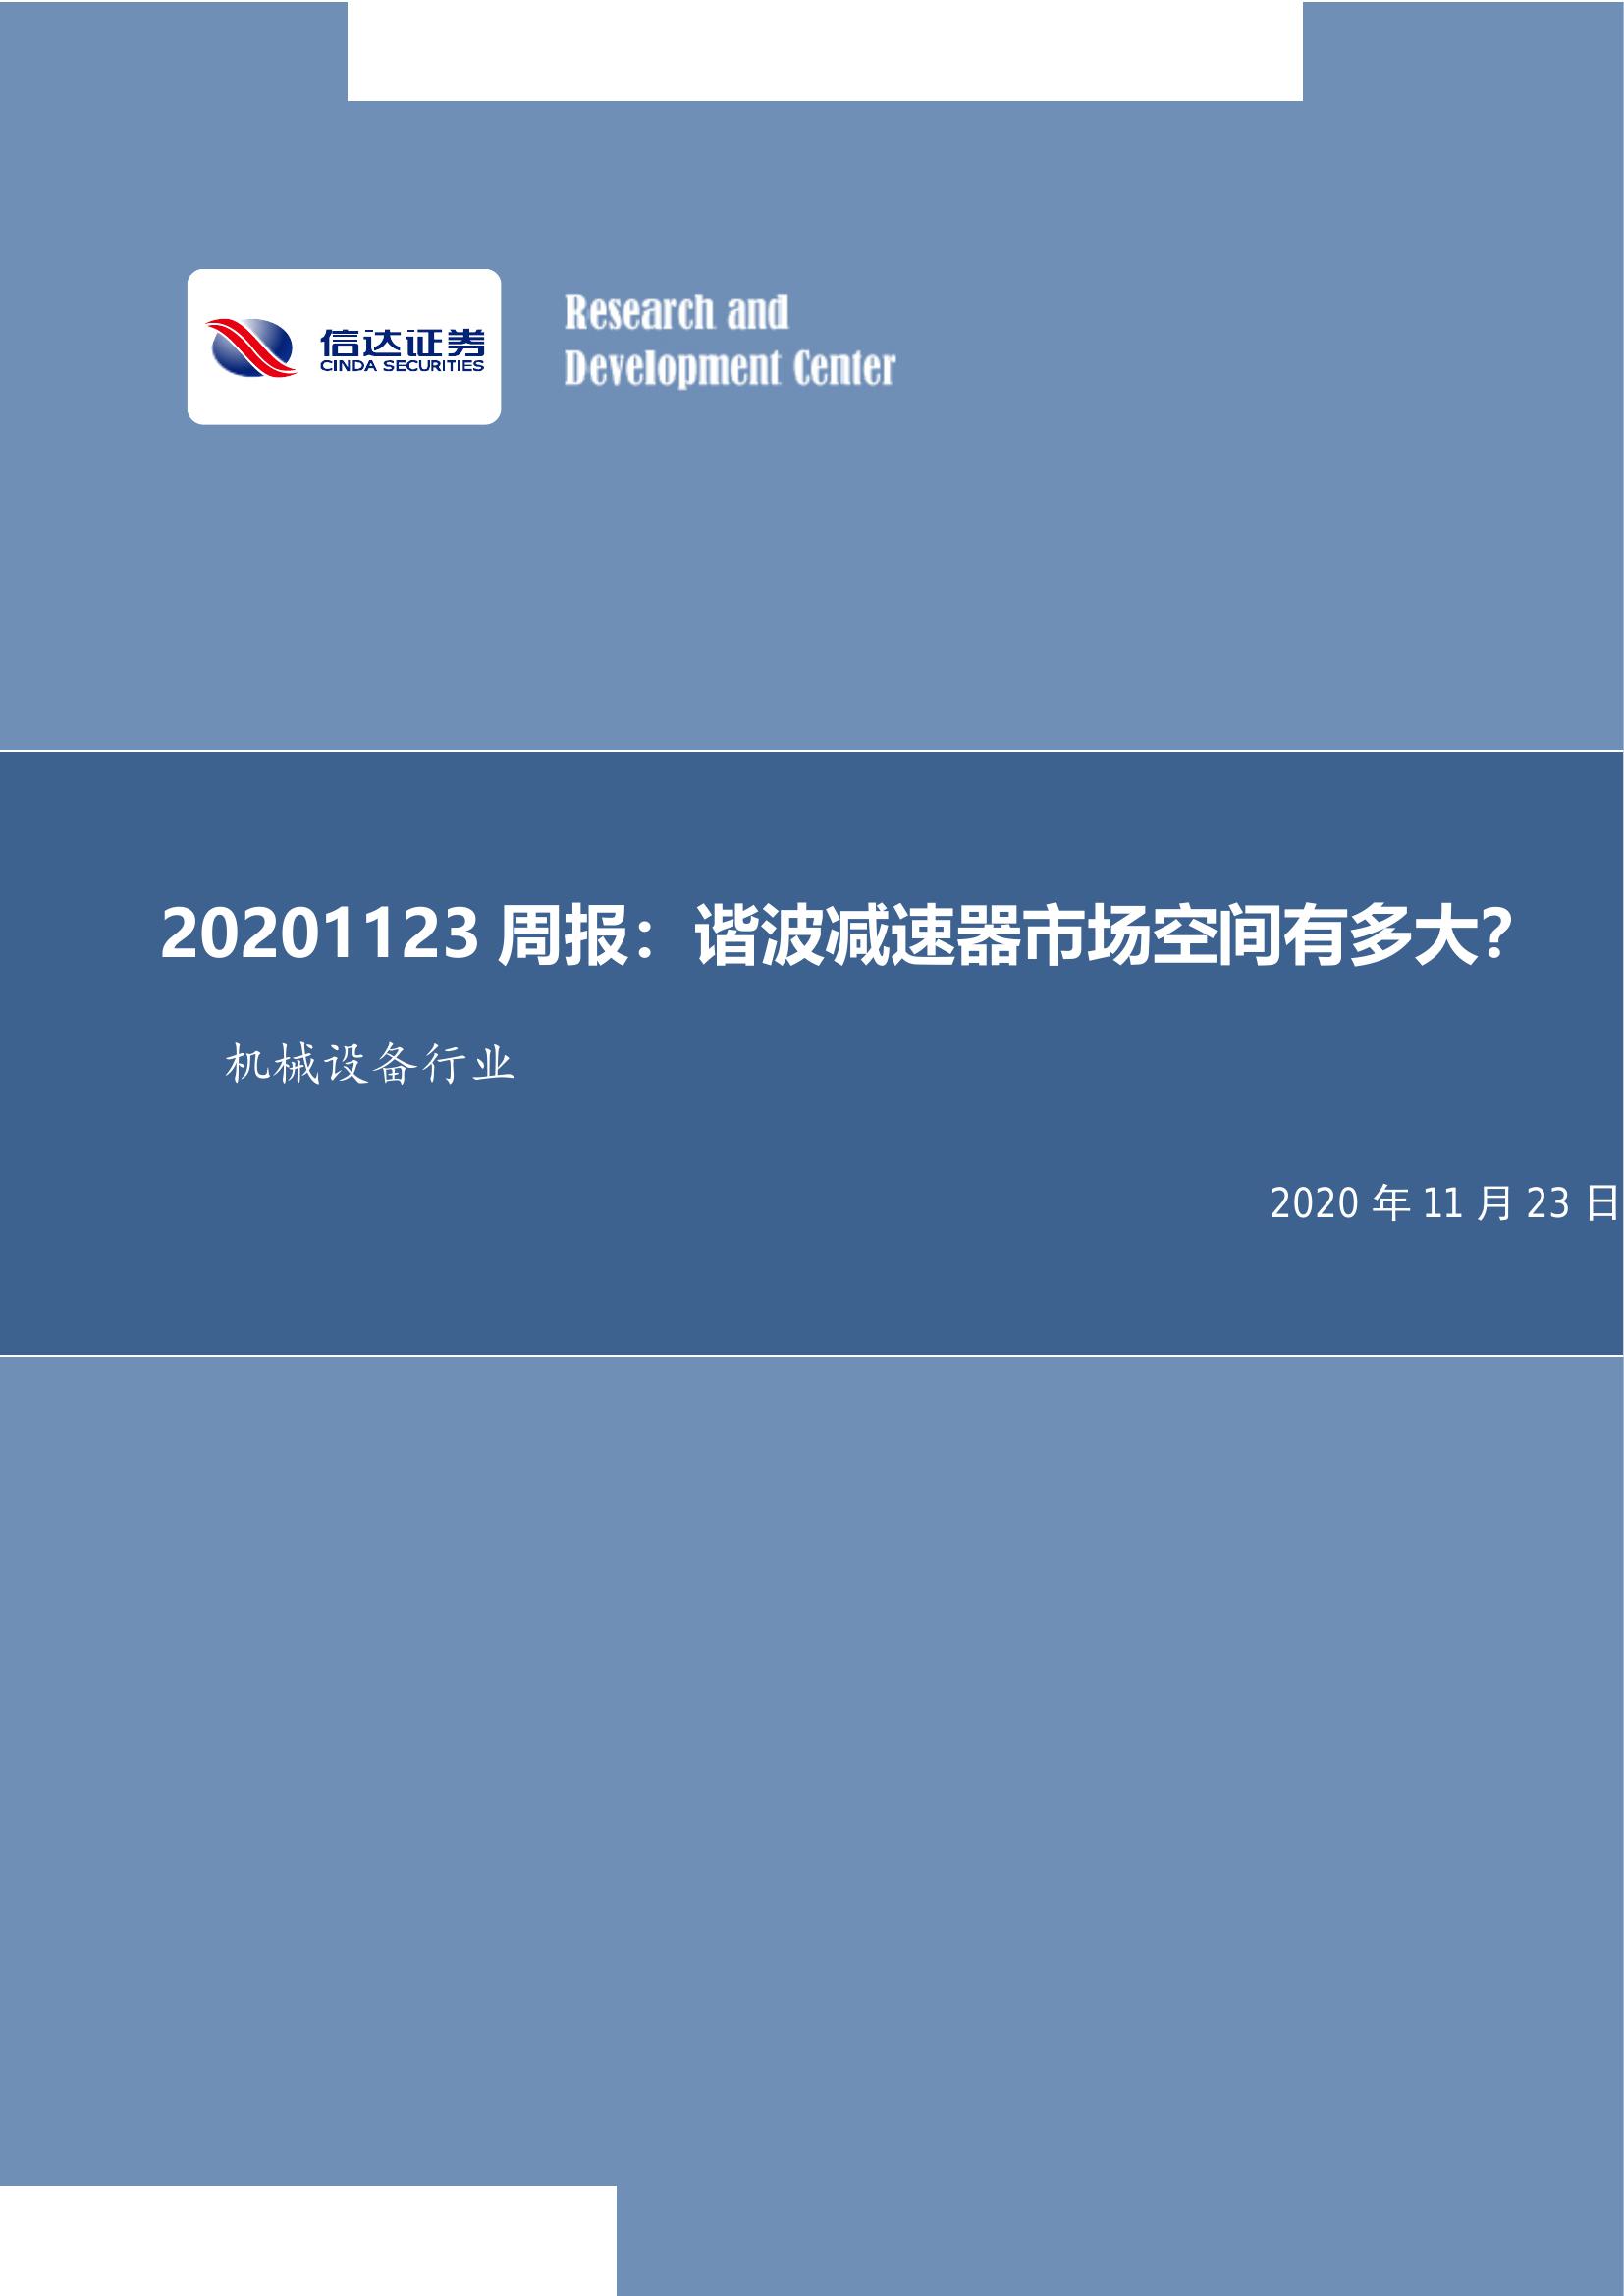 信达证券
CINDA SECURITIES
Research and
Development Center
20201123 周报：谐波减速器市场空间有多大？
机械设备行业
2020 年 11 月 23 日